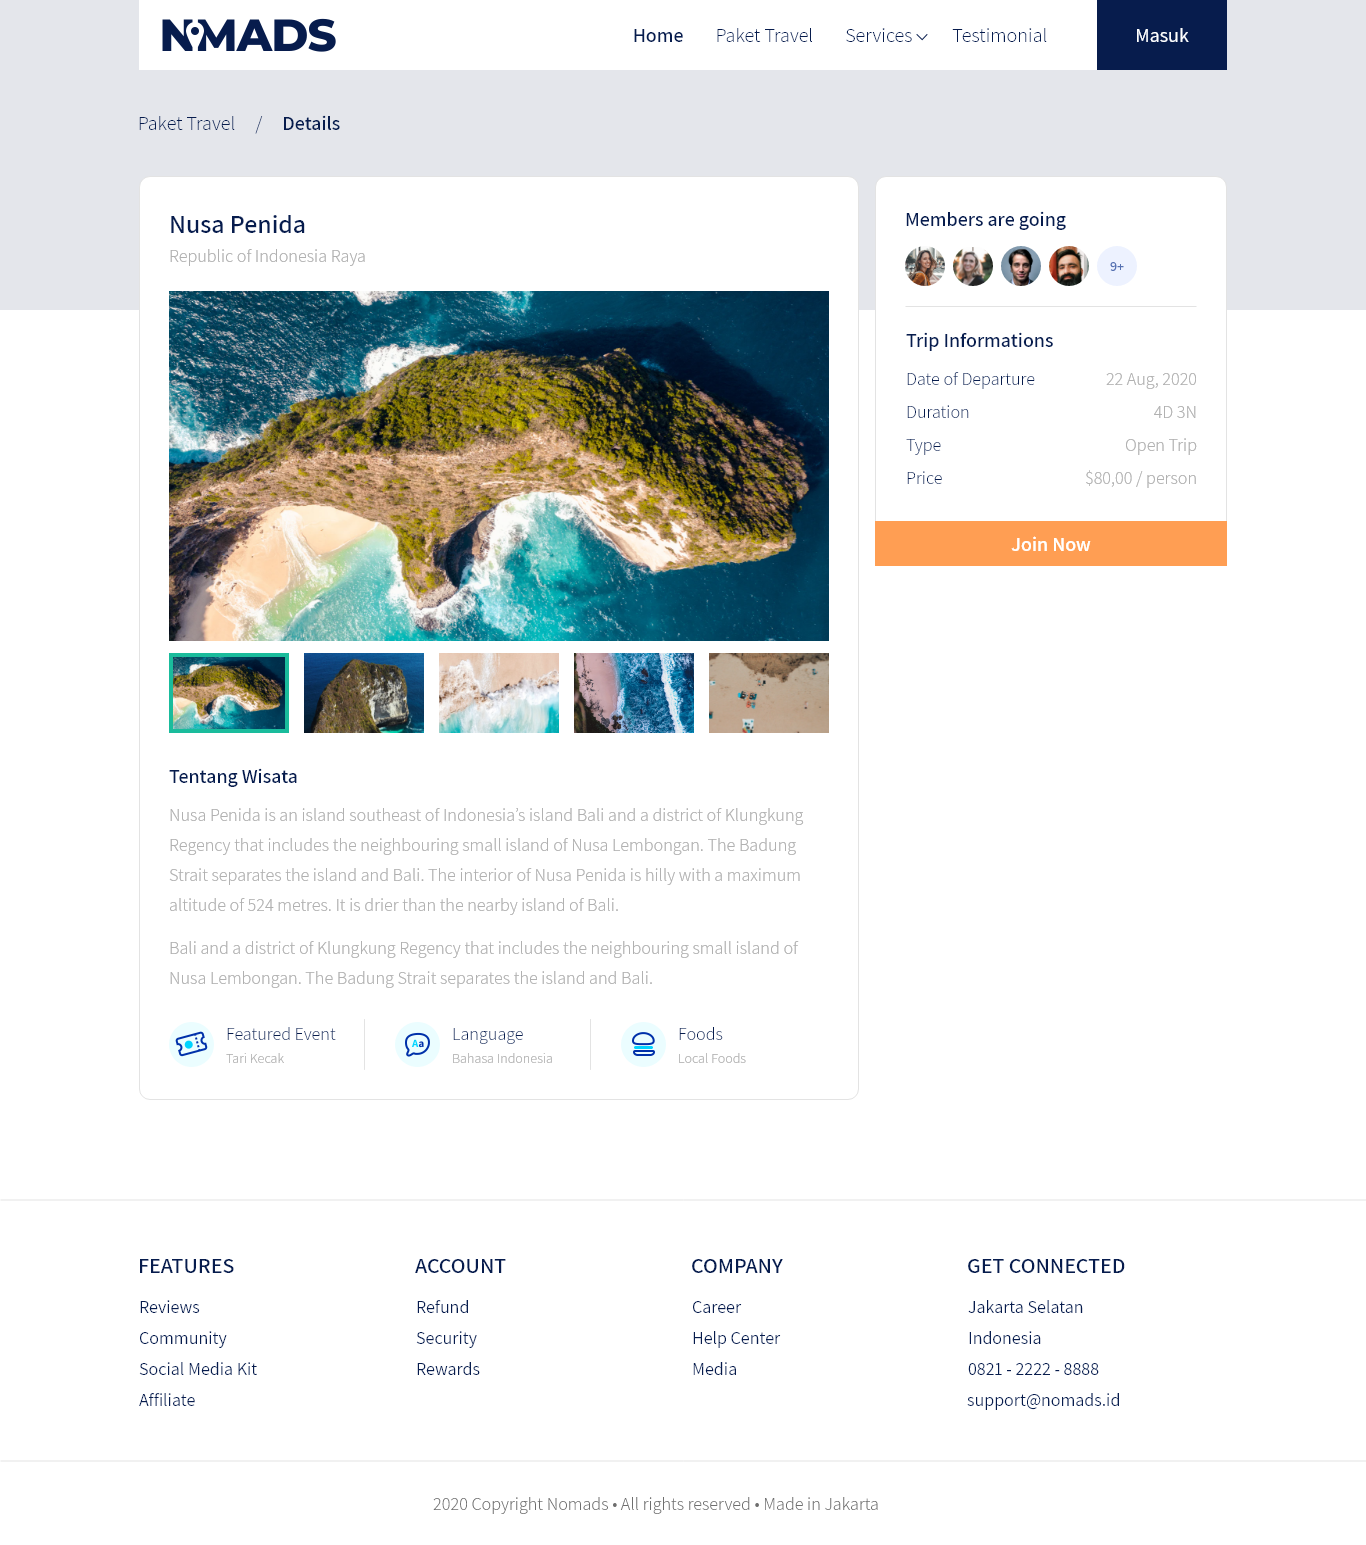 NOMADS
Home
Paket Travel
Services
Testimonial
Masuk
Paket Travel / Details
Nusa Penida
Republic of Indonesia Raya
Tentang Wisata
Nusa Penida is an island southeast of Indonesia’s island Bali and a district of Klungkung
Regency that includes the neighbouring small island of Nusa Lembongan. The Badung
Strait separates the island and Bali. The interior of Nusa Penida is hilly with a maximum
altitude of 524 metres. It is drier than the nearby island of Bali.
Bali and a district of Klungkung Regency that includes the neighbouring small island of
Nusa Lembongan. The Badung Strait separates the island and Bali.
Featured Event
Tari Kecak
Aa
Language
Bahasa Indonesia
Foods
Local Foods
Members are going
9+
Trip Informations
Date of Departure 22 Aug, 2020
Duration 4D 3N
Type Open Trip
Price $80,00 / person
Join Now
FEATURES
Reviews
Community
Social Media Kit
Affiliate
ACCOUNT
Refund
Security
Rewards
COMPANY
Career
Help Center
Media
GET CONNECTED
Jakarta Selatan
Indonesia
0821 - 2222 - 8888
support@nomads.id
2020 Copyright Nomads • All rights reserved • Made in Jakarta